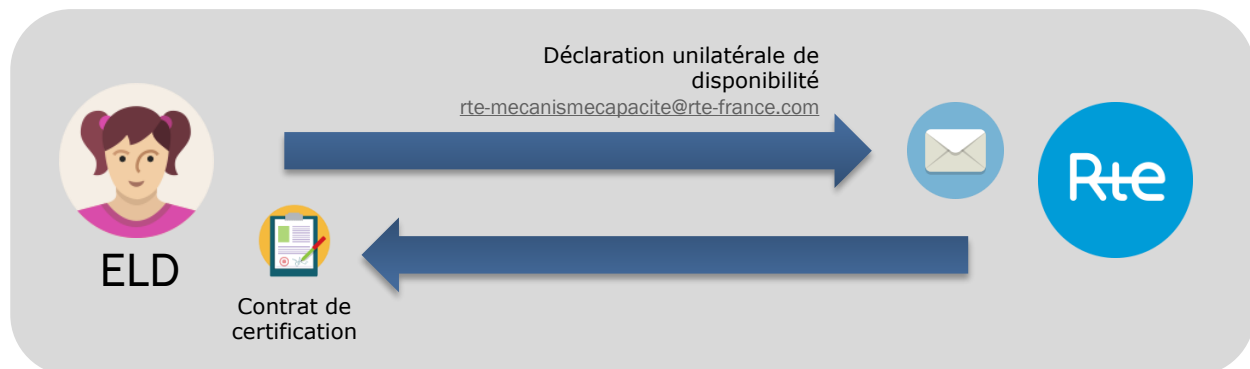 Déclaration unilatérale de
disponibilité
rte-mecanismecapacite@rte-france.com
Rte
ELD
Contrat de
certification